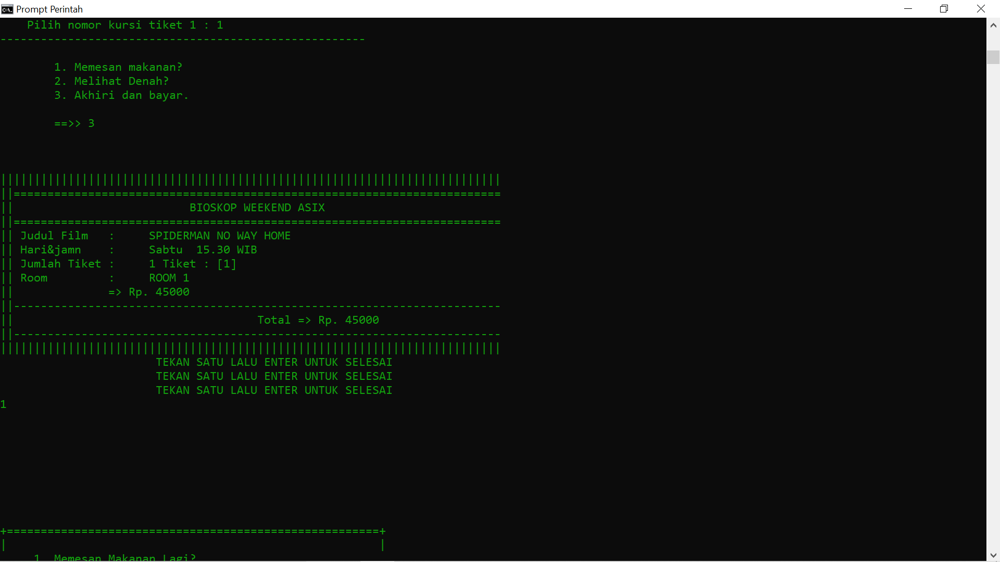 Prompt Perintah
Pilih nomor kursi tiket 1 : 1
------------------------------------------------------
1. Memesan makanan?
2. Melihat Denah?
3. Akhiri dan bayar.
==>> 3
||||||||||||||||||||||||||||||||||||||||||||||||||||||||||||||||||||||||||
||========================================================================
|| BIOSKOP WEEKEND ASIX
||========================================================================
|| Judul Film : SPIDERMAN NO WAY HOME
|| Hari&jamn : Sabtu 15.30 WIB
|| Jumlah Tiket : 1 Tiket : [1]
|| Room : ROOM 1
|| => Rp. 45000
||------------------------------------------------------------------------
|| Total => Rp. 45000
||------------------------------------------------------------------------
||||||||||||||||||||||||||||||||||||||||||||||||||||||||||||||||||||||||||
TEKAN SATU LALU ENTER UNTUK SELESAI
TEKAN SATU LALU ENTER UNTUK SELESAI
TEKAN SATU LALU ENTER UNTUK SELESAI
1
+=======================================================+
| |
1. Memesan Makanan Lagi?